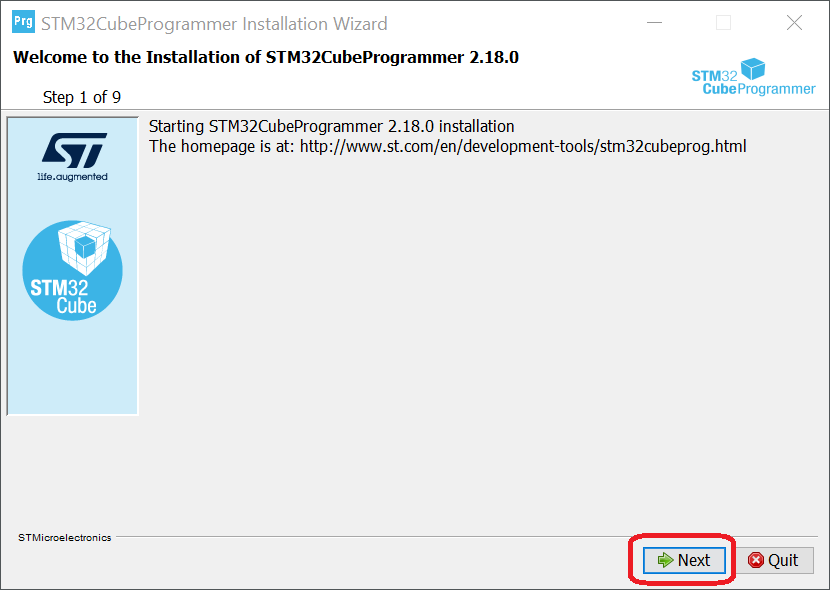 Prg STM32CubeProgrammer Installation Wizard
Welcome to the Installation of STM32CubeProgrammer 2.18.0
Step 1 of 9
STM32
CubeProgrammer
ST
life.augmented
STM32
Cube
Starting STM32CubeProgrammer 2.18.0 installation
The homepage is at: http://www.st.com/en/development-tools/stm32cubeprog.html
STMicroelectronics
Next Quit